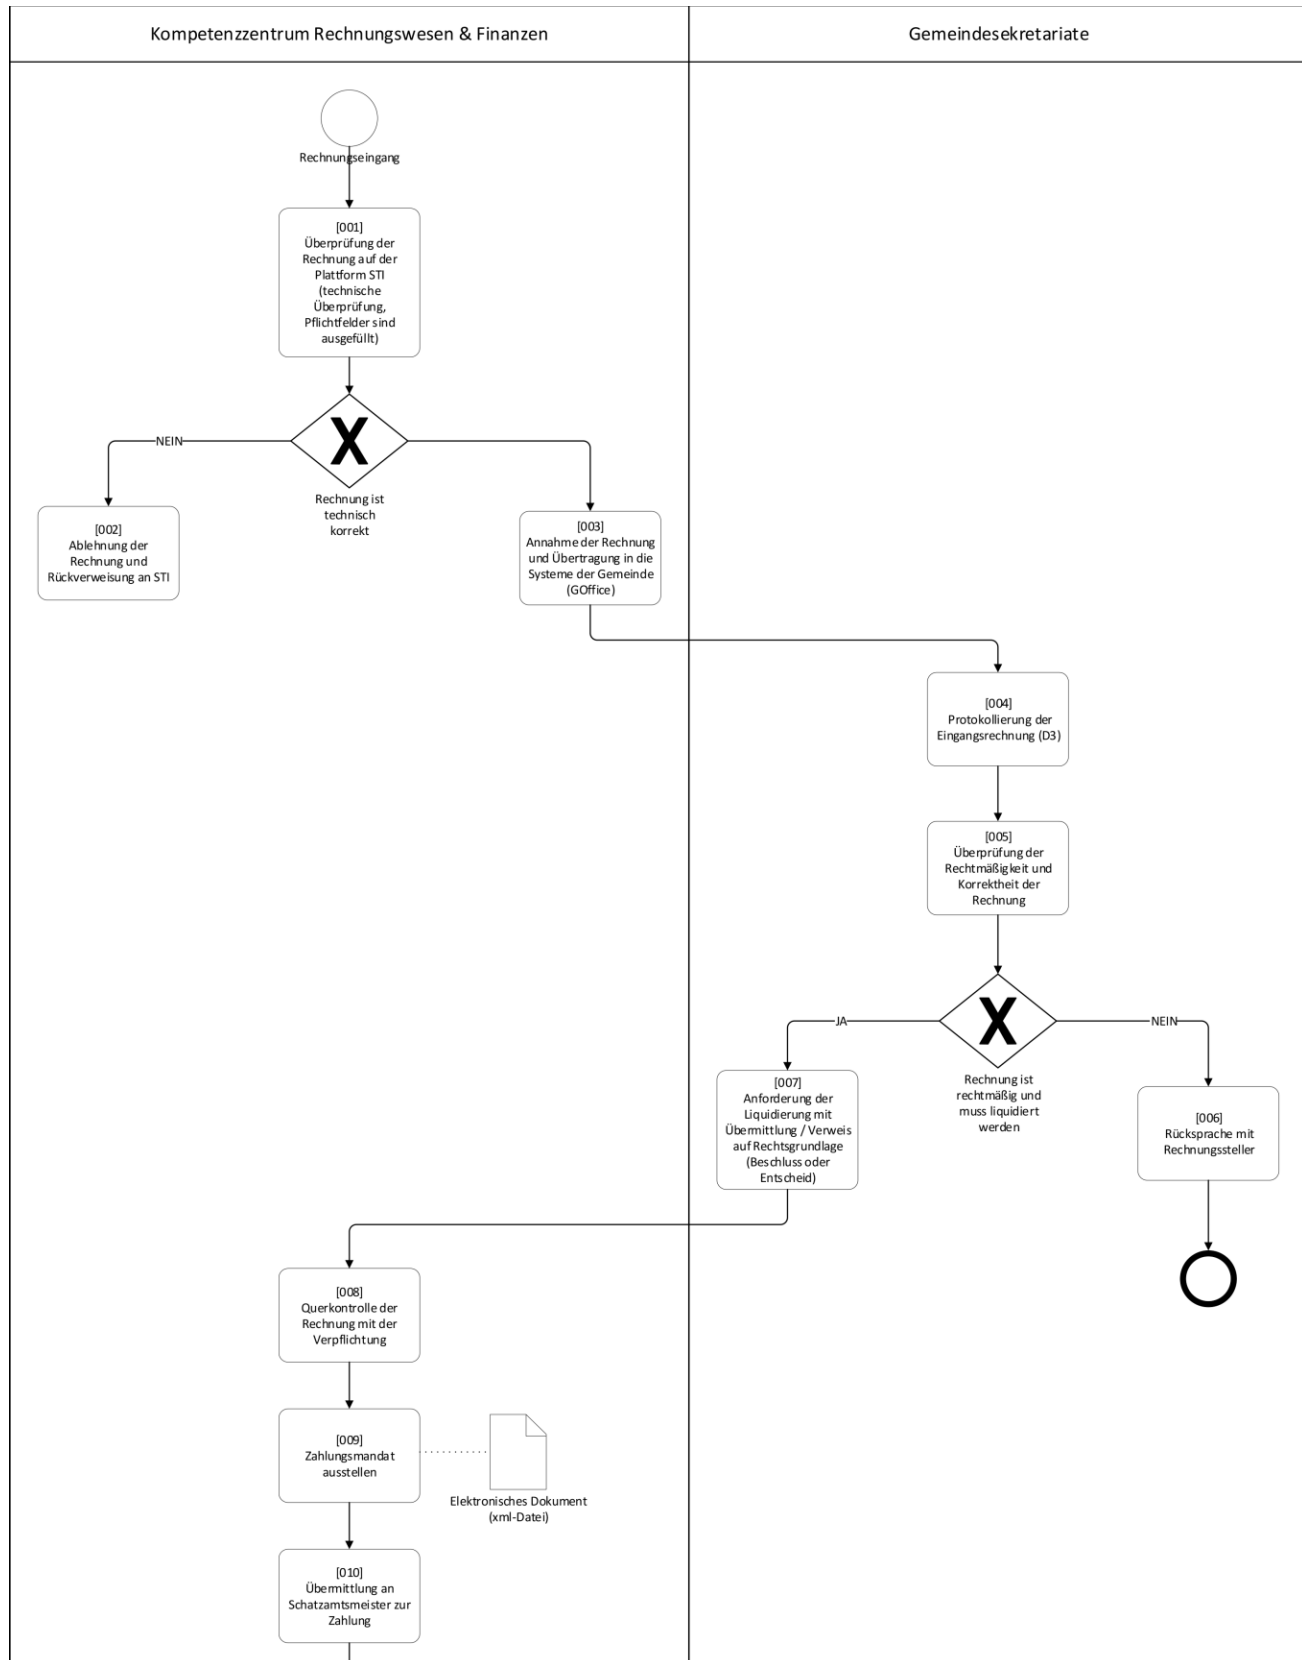 Kompetenzzentrum Rechnungswesen & Finanzen
Gemeindesekretariate
Rechnungseingang
[001]
Überprüfung der
Rechnung auf der
Plattform STI
(technische
Überprüfung,
Pflichtfelder sind
ausgefüllt)
NEIN
Rechnung ist
technisch
korrekt
[002]
Ablehnung der
Rechnung und
Rückverweisung an STI
[003]
Annahme der Rechnung
und Übertragung in die
Systeme der Gemeinde
(GOffice)
[004]
Protokollierung der
Eingangsrechnung (D3)
[005]
Überprüfung der
Rechtmäßigkeit und
Korrektheit der
Rechnung
JA
NEIN
Rechnung ist
rechtmäßig und
muss liquidiert
werden
[007]
Anforderung der
Liquidierung mit
Übermittlung / Verweis
auf Rechtsgrundlage
(Beschluss oder
Entscheid)
[006]
Rücksprache mit
Rechnungssteller
[008]
Querkontrolle der
Rechnung mit der
Verpflichtung
[009]
Zahlungsmandat
ausstellen
Elektronisches Dokument
(xml-Datei)
[010]
Übermittlung an
Schatzamtsmeister zur
Zahlung